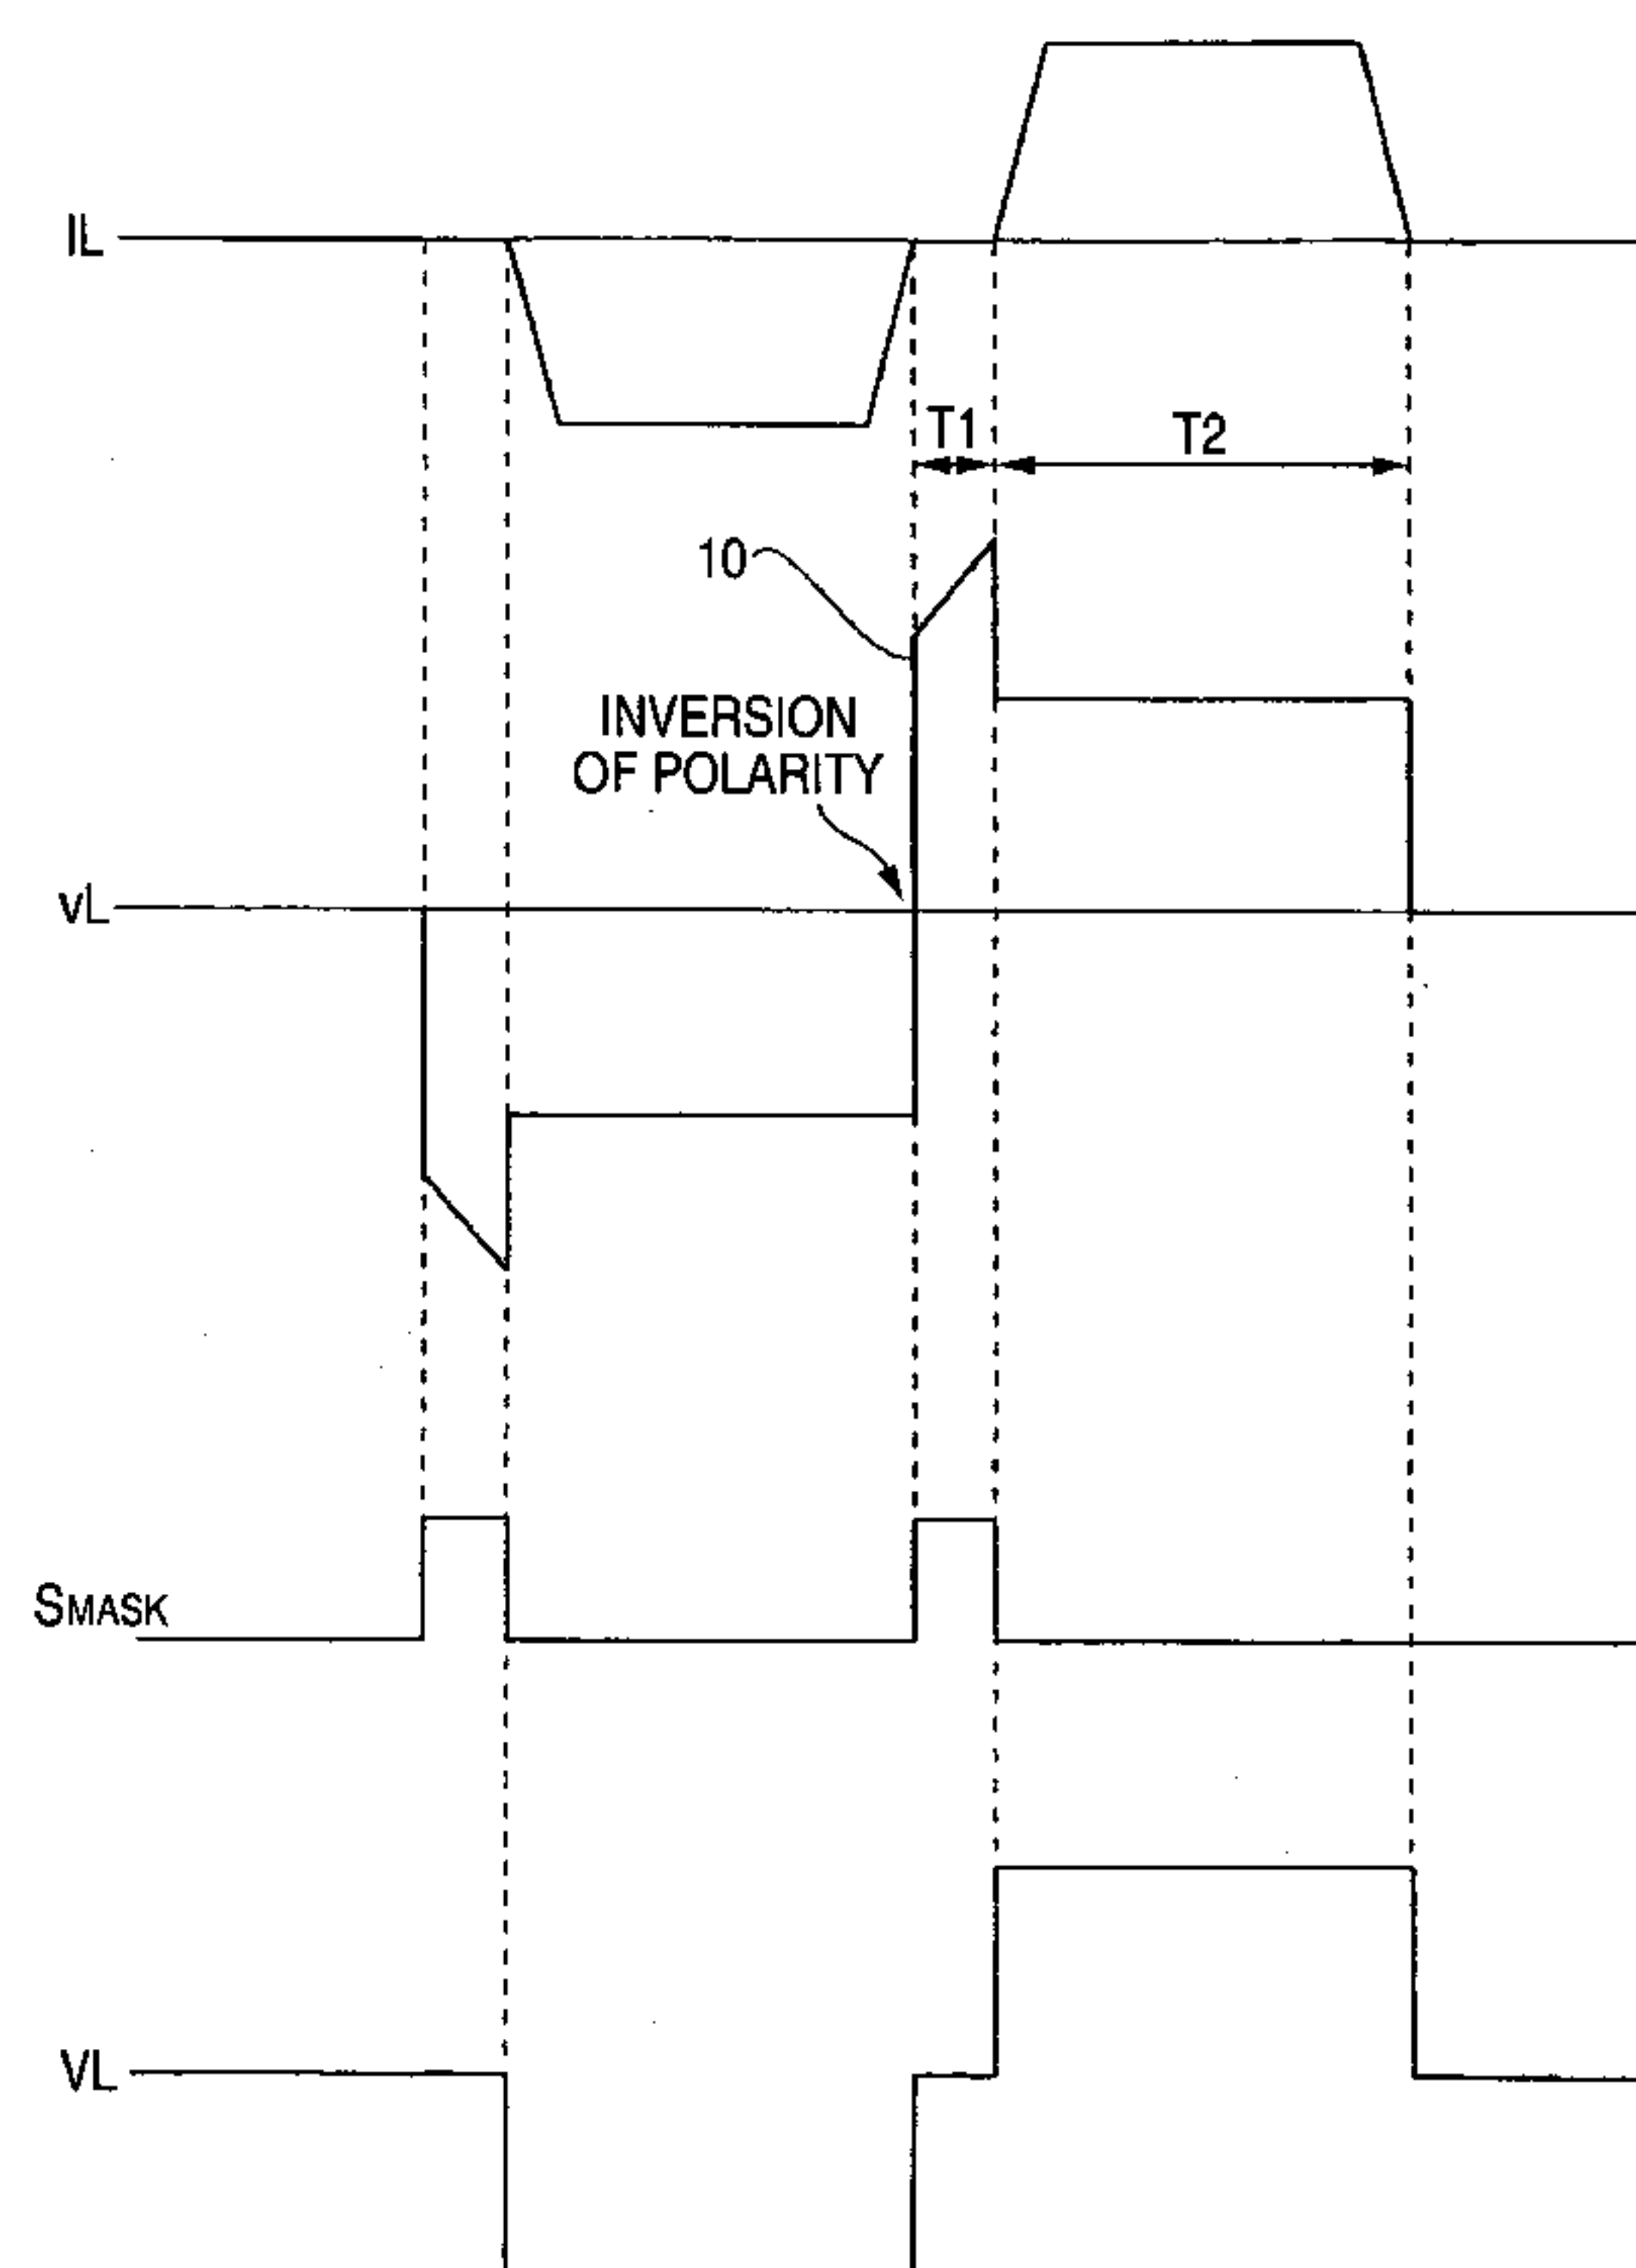 IL
T1
T2
10
INVERSION
OF POLARITY
vL
SMASK
VL